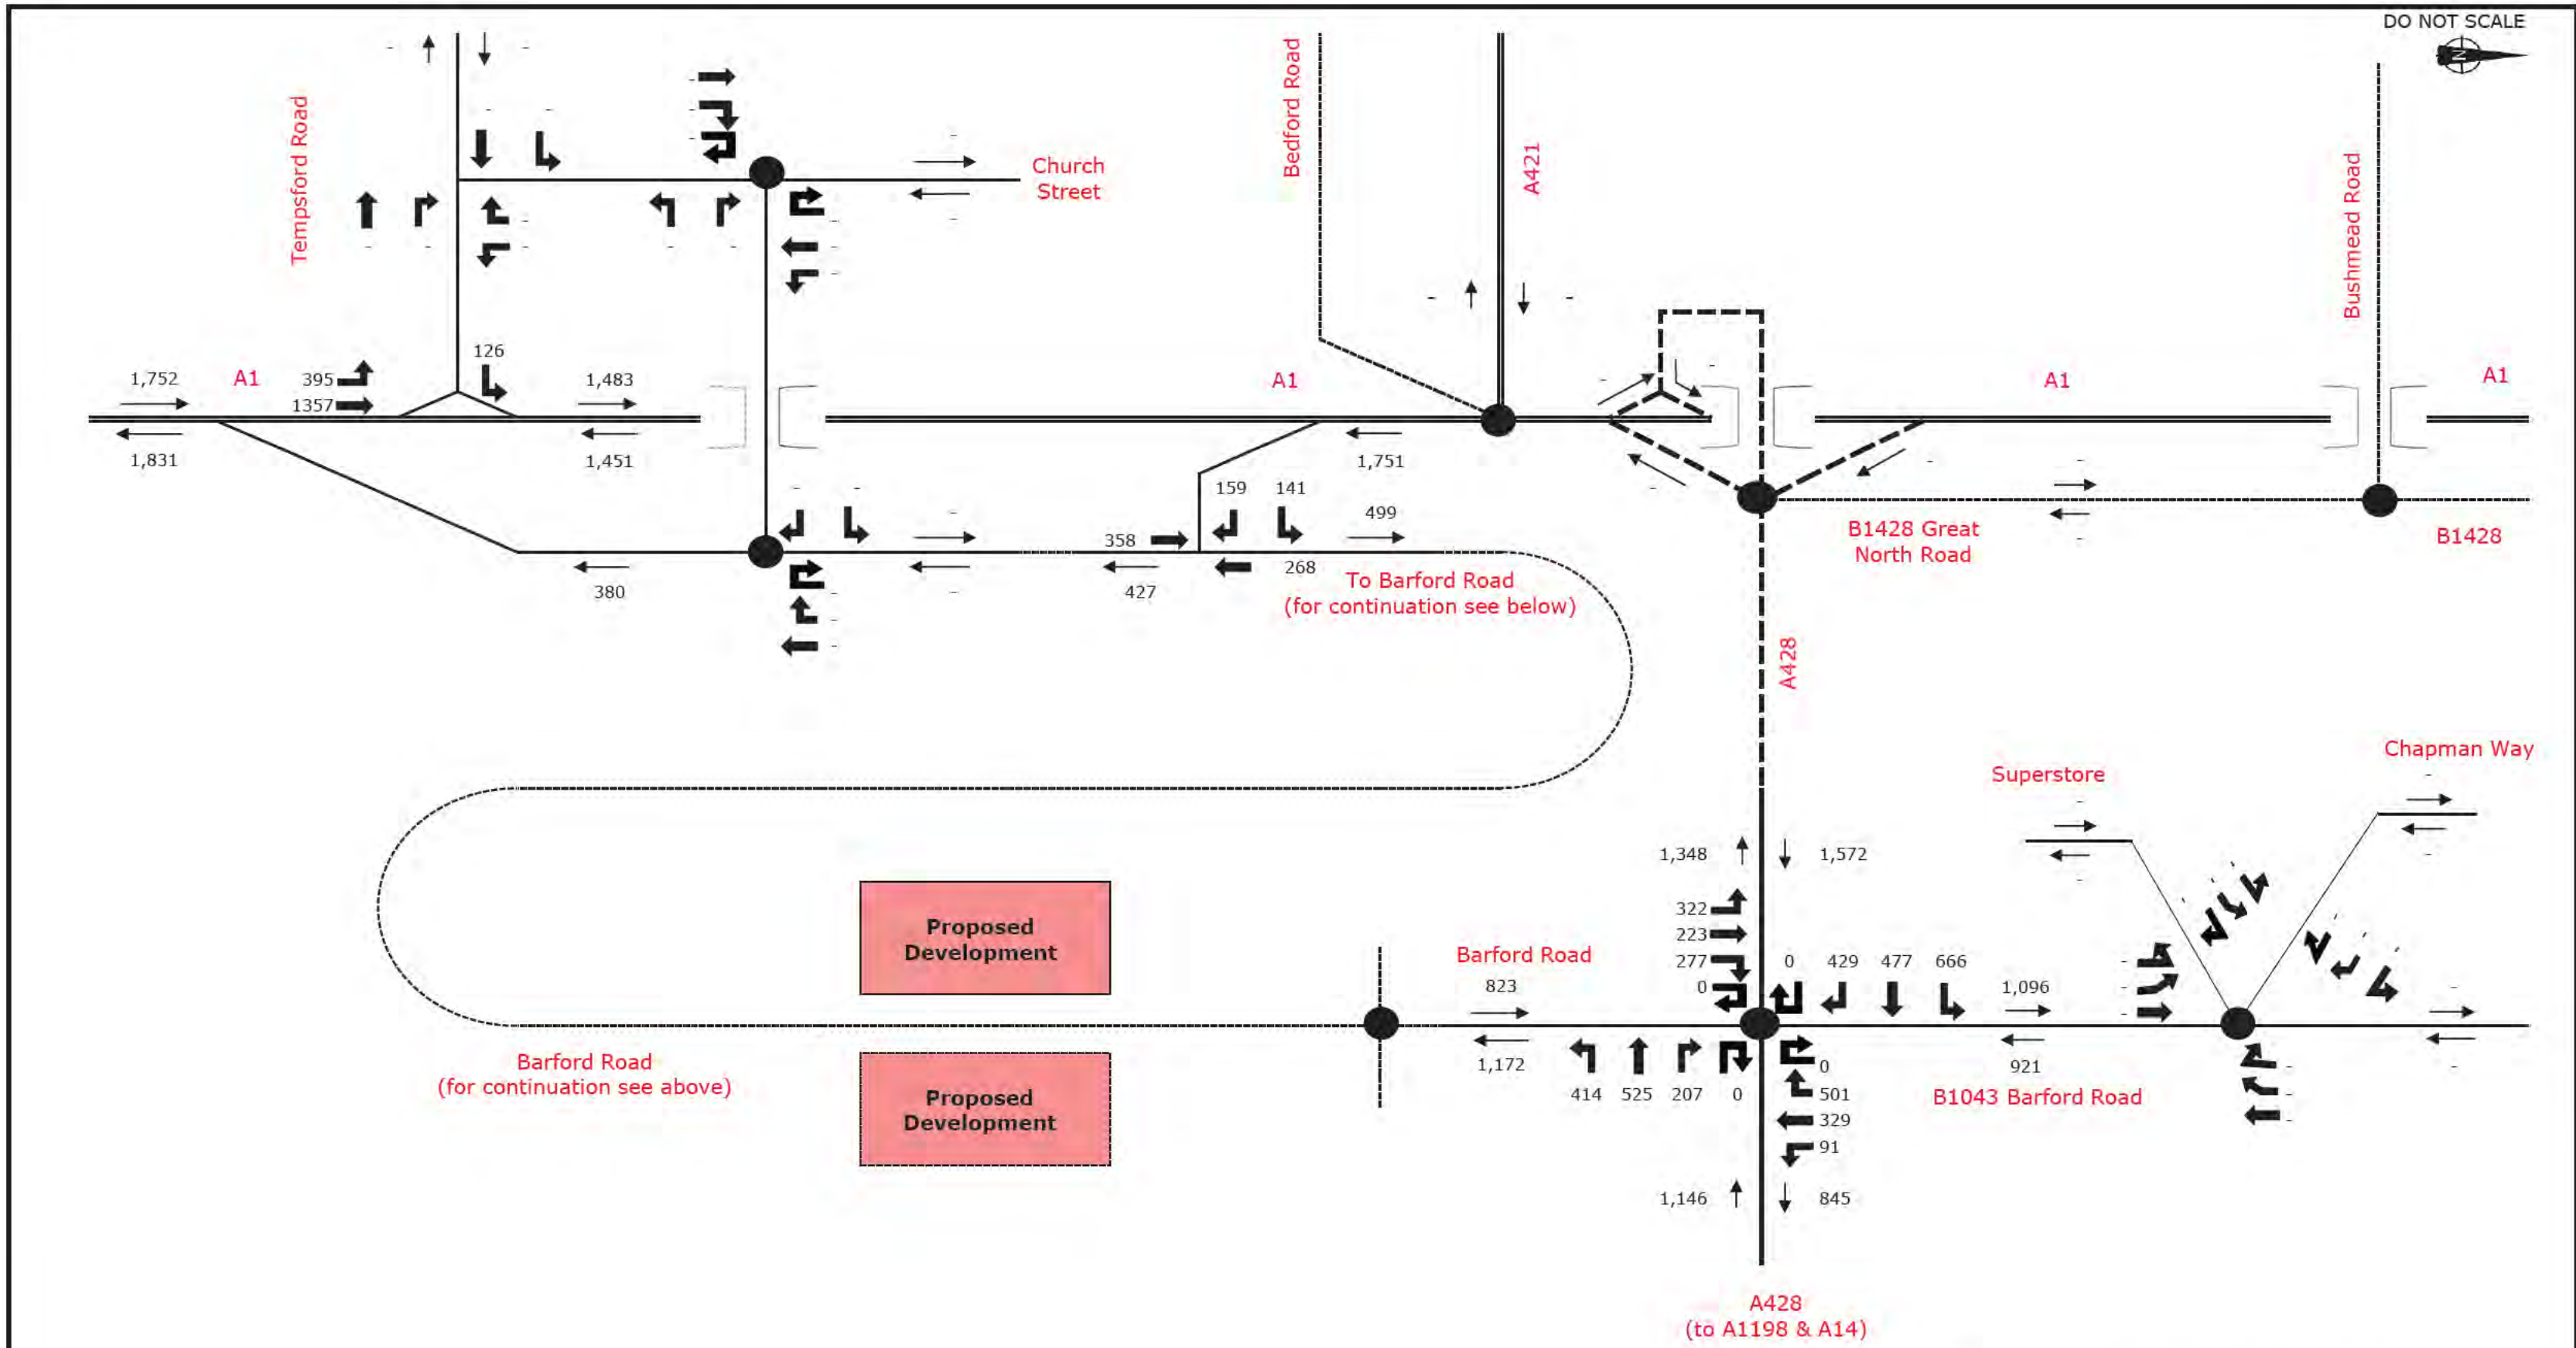 DO NOT SCALE
N
Tempsford Road
Church
Street
Bedford Road
A421
Bushmead Road
1,752
A1
395
1357
126
1,483
1,831
1,451
A1
1,751
A1
A1
159
141
499
358
427
268
380
To Barford Road
(for continuation see below)
B1428 Great
North Road
B1428
A428
Superstore
Chapman Way
1,348
1,572
Proposed
Development
322
223
277
0
0
429
477
666
Barford Road
823
1,096
1,172
414
525
207
0
0
501
329
91
921
B1043 Barford Road
Barford Road
(for continuation see above)
Proposed
Development
1,146
845
A428
(to A1198 & A14)